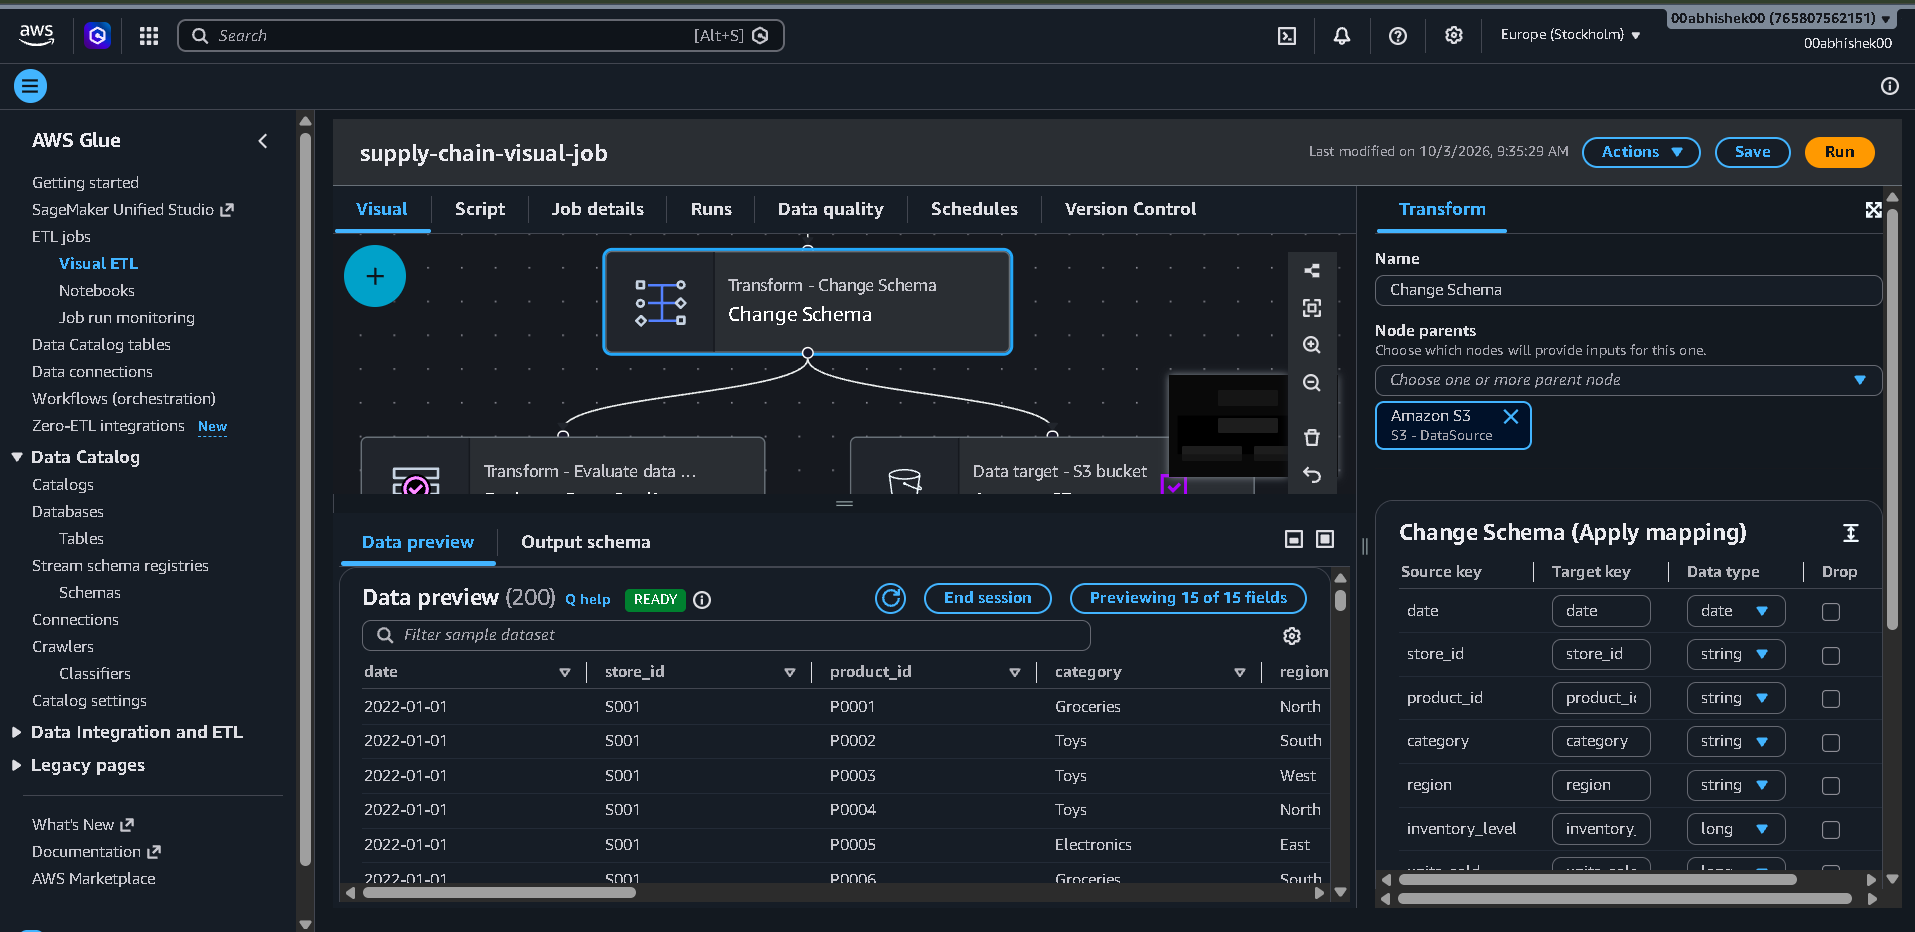 aws
Search [Alt+S]
Europe (Stockholm)
00abhishek00 (765807562151)
00abhishek00
AWS Glue
Getting started
SageMaker Unified Studio
ETL jobs
Visual ETL
Notebooks
Job run monitoring
Data Catalog tables
Data connections
Workflows (orchestration)
Zero-ETL integrations New
Data Catalog
Catalogs
Databases
Tables
Stream schema registries
Schemas
Connections
Crawlers
Classifiers
Catalog settings
Data Integration and ETL
Legacy pages
What's New
Documentation
AWS Marketplace
supply-chain-visual-job
Last modified on 10/3/2026, 9:35:29 AM
Actions
Save
Run
Visual
Script
Job details
Runs
Data quality
Schedules
Version Control
Transform - Change Schema
Change Schema
Transform - Evaluate data ...
Data target - S3 bucket
Data preview
Output schema
Data preview (200) Q help READY
End session
Previewing 15 of 15 fields
Filter sample dataset
date store_id product_id category region
2022-01-01 S001 P0001 Groceries North
2022-01-01 S001 P0002 Toys South
2022-01-01 S001 P0003 Toys West
2022-01-01 S001 P0004 Toys North
2022-01-01 S001 P0005 Electronics East
2022-01-01 S001 P0006 Groceries South
Transform
Name
Change Schema
Node parents
Choose which nodes will provide inputs for this one.
Choose one or more parent node
Amazon S3
S3 - DataSource
Change Schema (Apply mapping)
Source key Target key Data type Drop
date date date
store_id store_id string
product_id product_i string
category category string
region region string
inventory_level inventory_ long